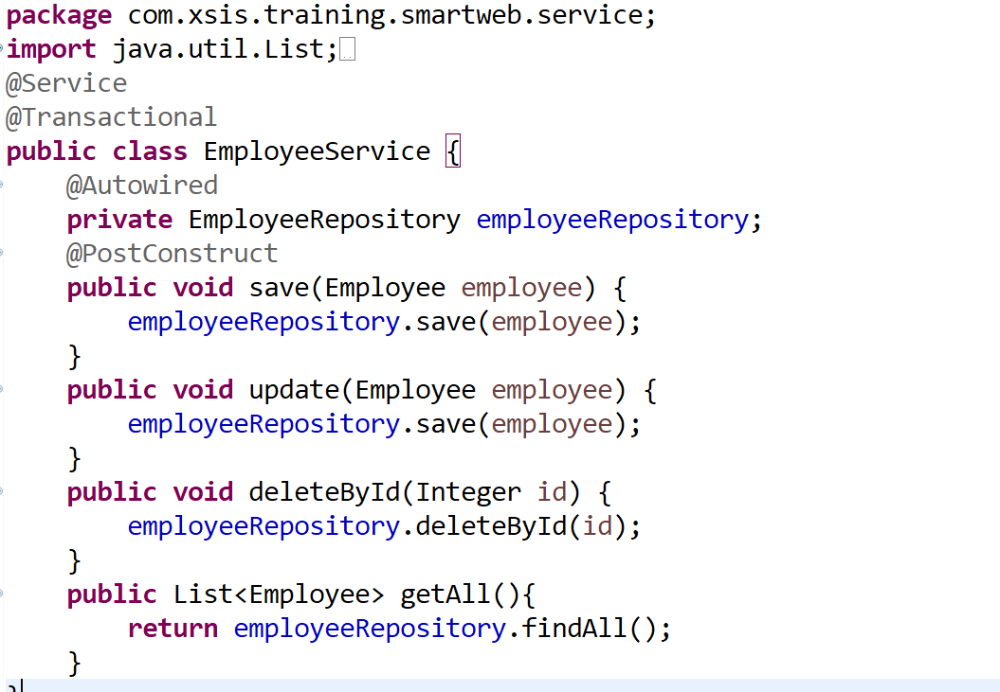 package com.xsis.training.smartweb.service;
import java.util.List;
@Service
@Transactional
public class EmployeeService {
    @Autowired
    private EmployeeRepository employeeRepository;
    @PostConstruct
    public void save(Employee employee) {
        employeeRepository.save(employee);
    }
    public void update(Employee employee) {
        employeeRepository.save(employee);
    }
    public void deleteById(Integer id) {
        employeeRepository.deleteById(id);
    }
    public List<Employee> getAll(){
        return employeeRepository.findAll();
    }
}